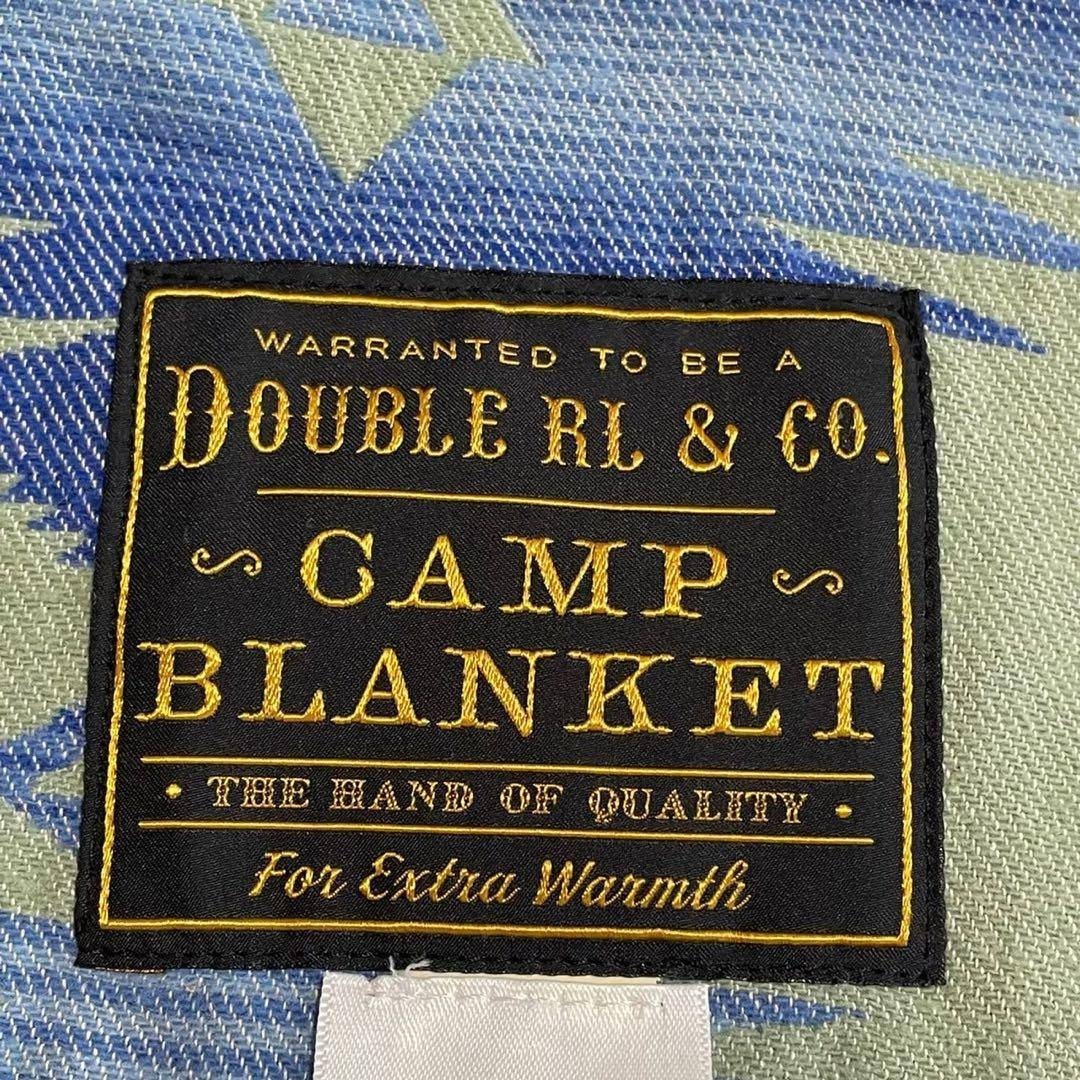 WARRANTED TO BE A
DOUBLE RL & CO.
CAMP
BLANKET
THE HAND OF QUALITY
For Extra Warmth